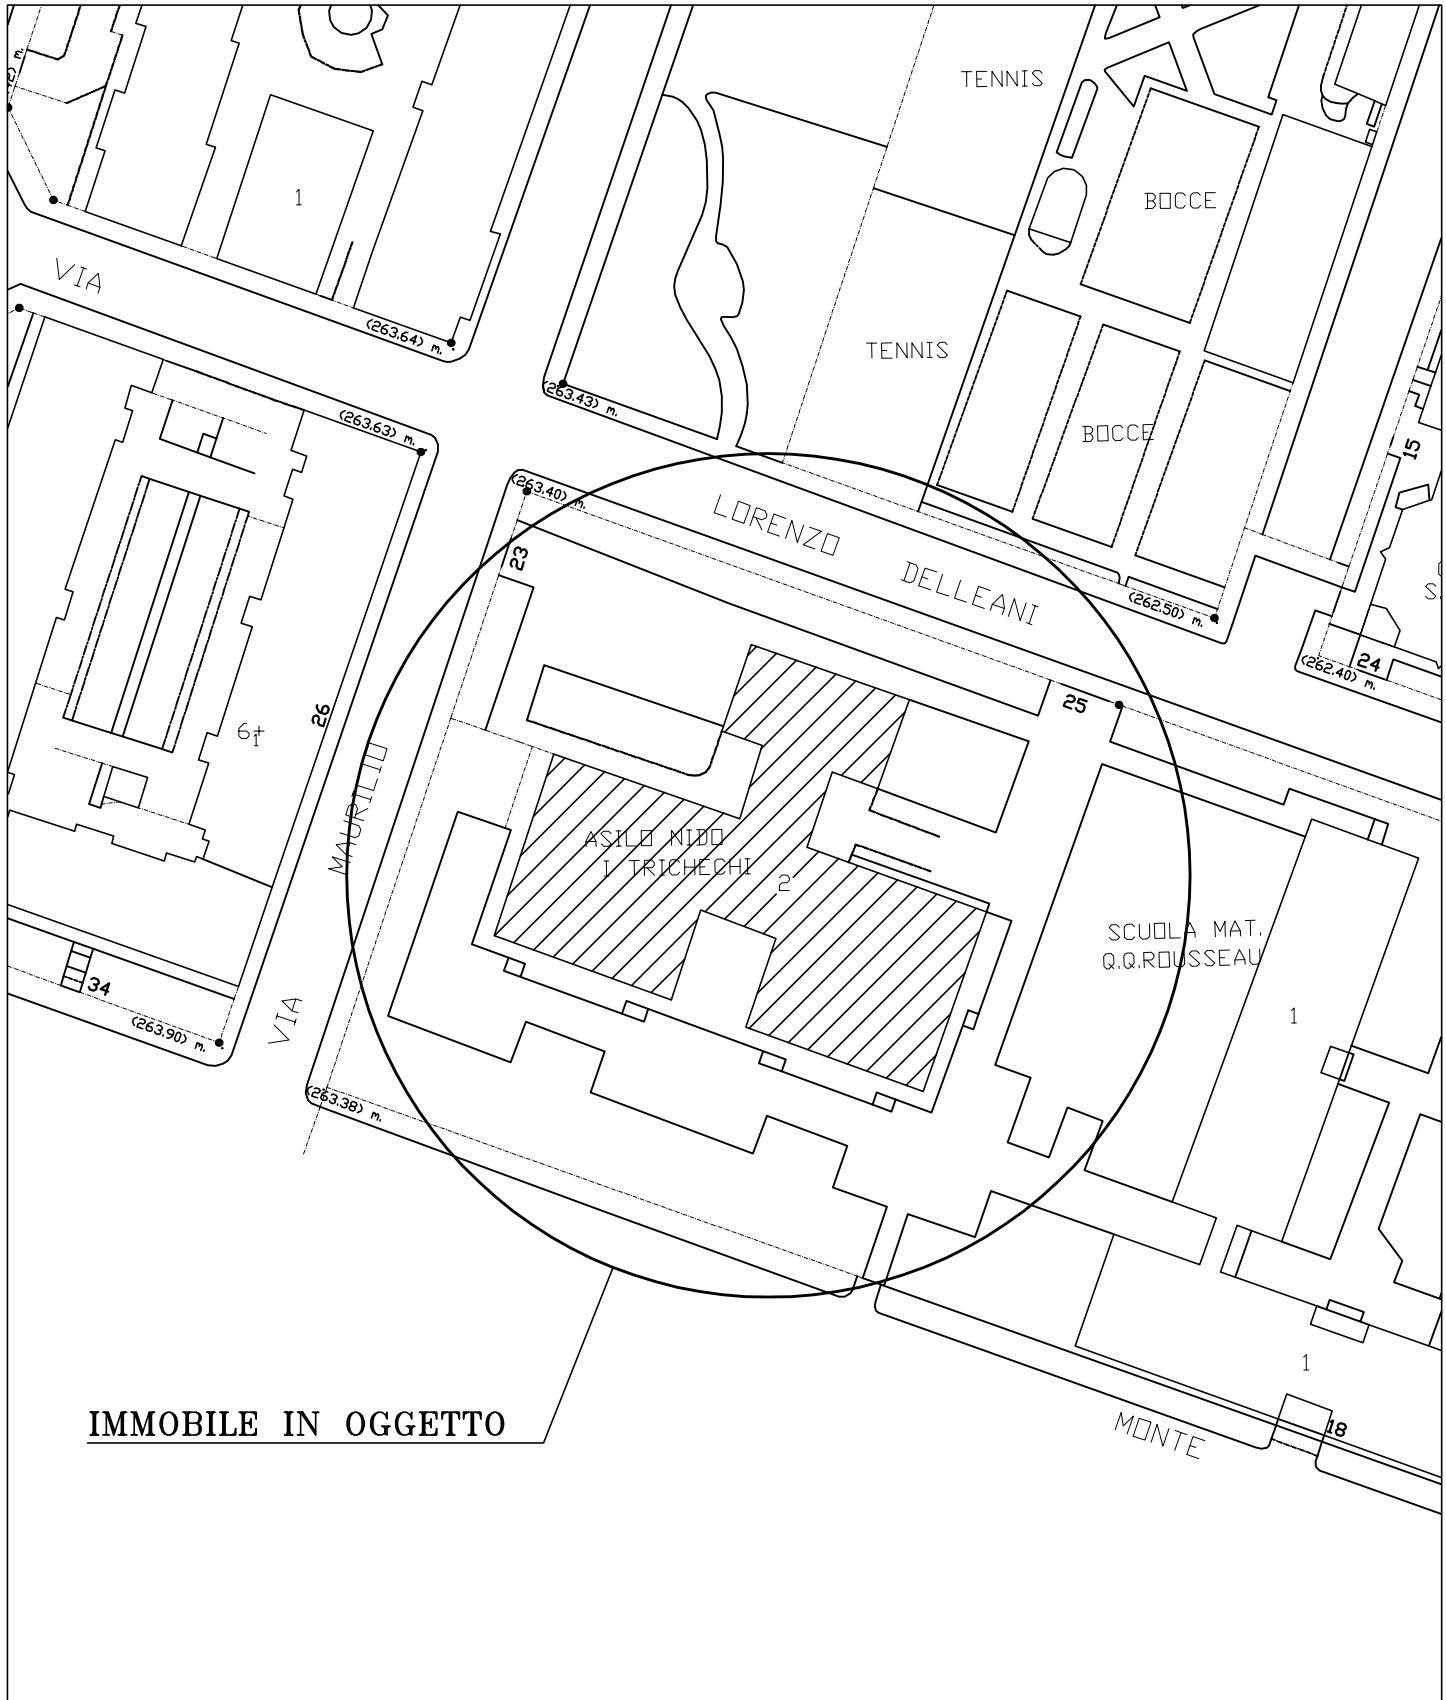 m.
TENNIS
1
BOCCE
VIA
(263.64) m.
TENNIS
(263.43) m.
(263.63) m.
BOCCE
15
(263.40) m.
LORENZO DELLEANI
23
(262.50) m.
24
(262.40) m.
25
26
6+1
MAURILIO
ASILO NIDO
I TRICHECHI
2
SCUOLA MAT.
Q.Q.ROUSSEAU
34
1
VIA
(263.90) m.
(263.38) m.
1
IMMOBILE IN OGGETTO
MONTE
18